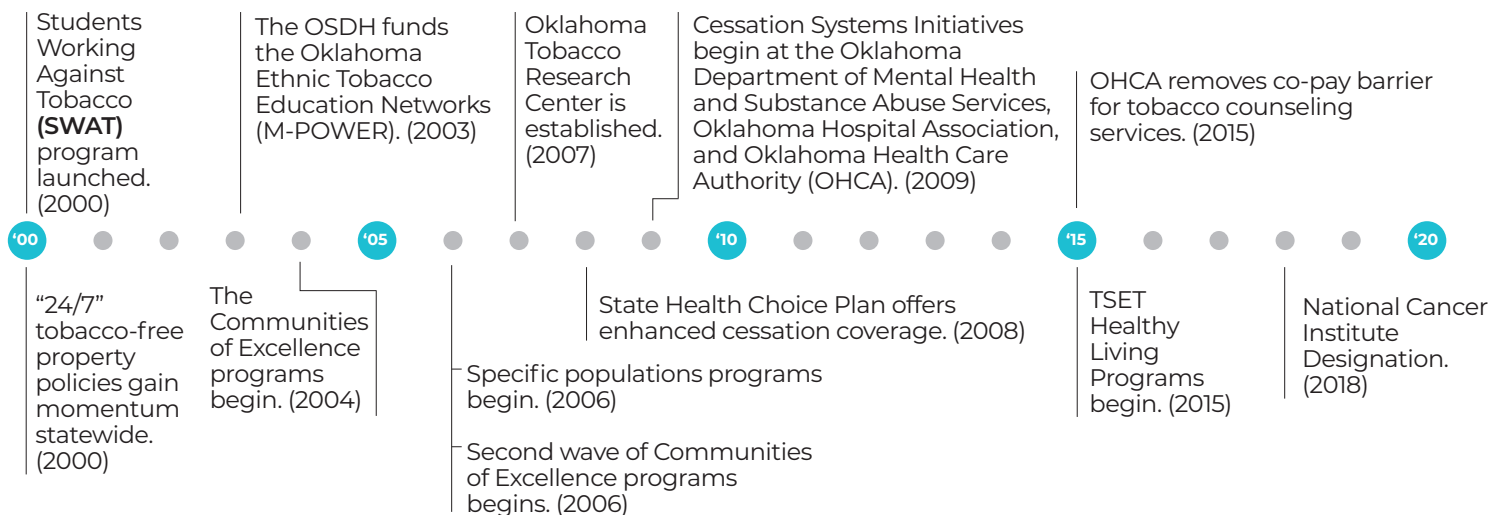 Students
Working
Against
Tobacco
(SWAT)
program
launched.
(2000)
The OSDH funds
the Oklahoma
Ethnic Tobacco
Education Networks
(M-POWER). (2003)
Oklahoma
Tobacco
Research
Center is
established.
(2007)
Cessation Systems Initiatives
begin at the Oklahoma
Department of Mental Health
and Substance Abuse Services,
Oklahoma Hospital Association,
and Oklahoma Health Care
Authority (OHCA). (2009)
OHCA removes co-pay barrier
for tobacco counseling
services. (2015)
‘00
‘05
‘10
‘15
‘20
“24/7”
tobacco-free
property
policies gain
momentum
statewide.
(2000)
The
Communities
of Excellence
programs
begin. (2004)
Specific populations programs
begin. (2006)
Second wave of Communities
of Excellence programs
begins. (2006)
State Health Choice Plan offers
enhanced cessation coverage. (2008)
TSET
Healthy
Living
Programs
begin. (2015)
National Cancer
Institute
Designation.
(2018)